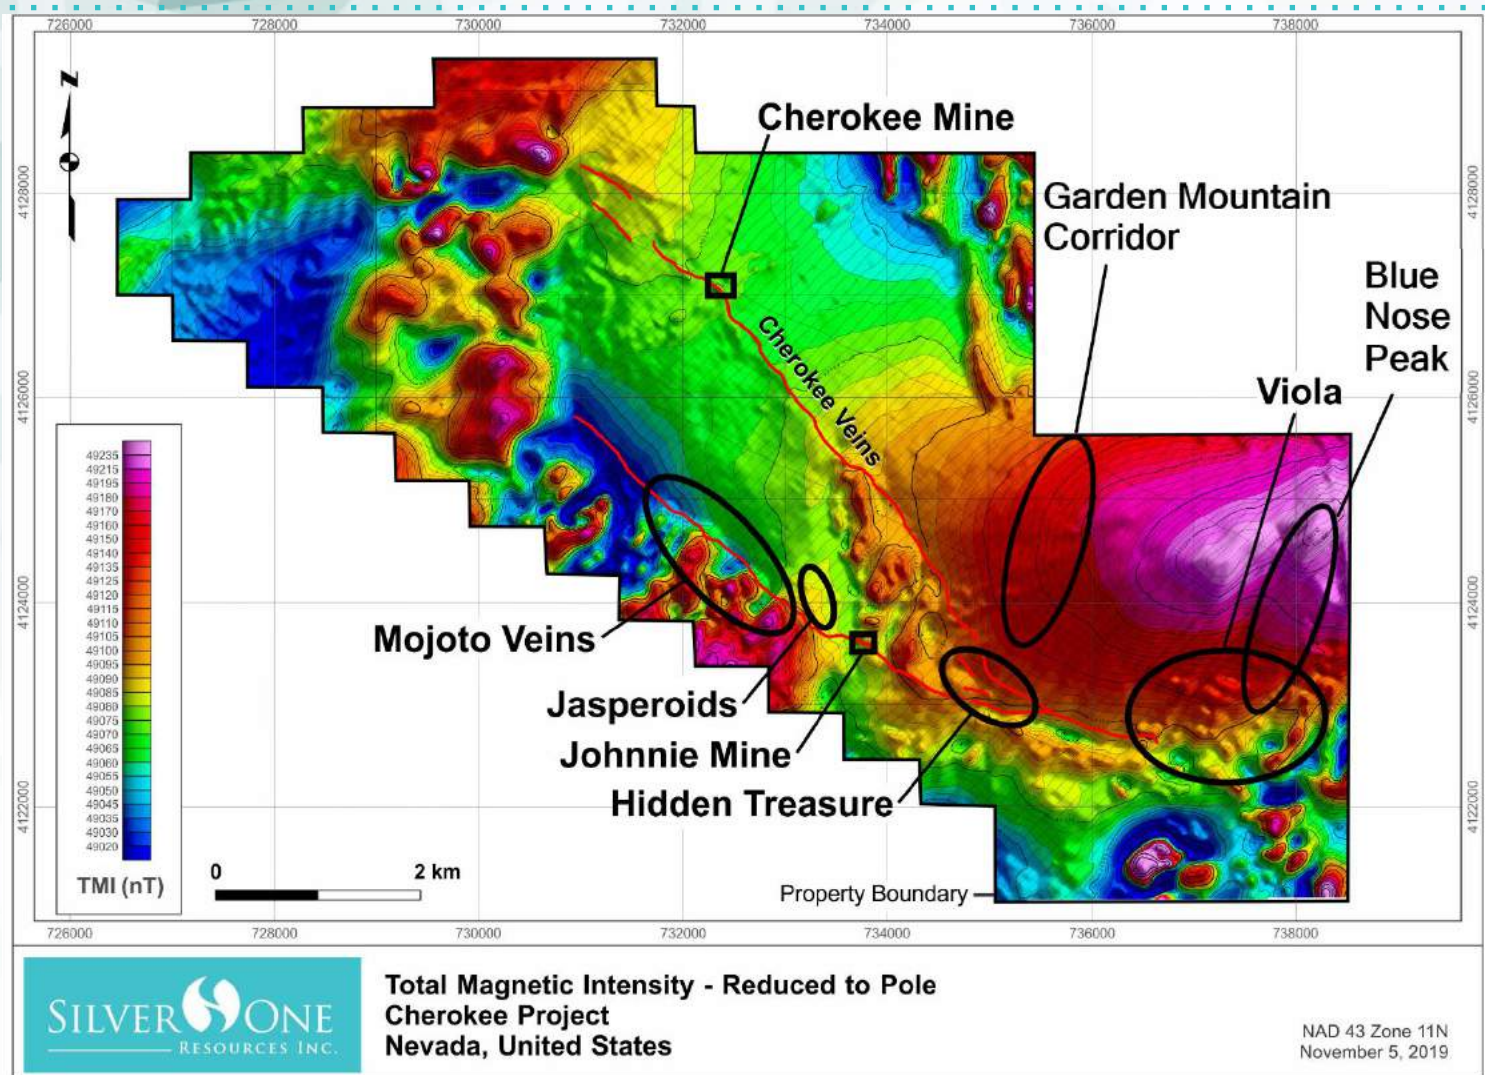 726000 728000 730000 732000 734000 736000 738000
N
4128000 4128000
4126000 4126000
4124000 4124000
4122000 4122000
Cherokee Mine
Garden Mountain
Corridor
Blue
Nose
Peak
Viola
Cherokee Veins
Mojoto Veins
Jasperoids
Johnnie Mine
Hidden Treasure
Property Boundary
49235
49215
49195
49180
49170
49160
49150
49140
49135
49125
49120
49115
49110
49105
49100
49095
49090
49085
49080
49075
49070
49065
49060
49055
49050
49045
49035
49030
49020
TMI (nT)
0 2 km
726000 728000 730000 732000 734000 736000 738000
SILVER ONE
RESOURCES INC.
Total Magnetic Intensity - Reduced to Pole
Cherokee Project
Nevada, United States
NAD 43 Zone 11N
November 5, 2019